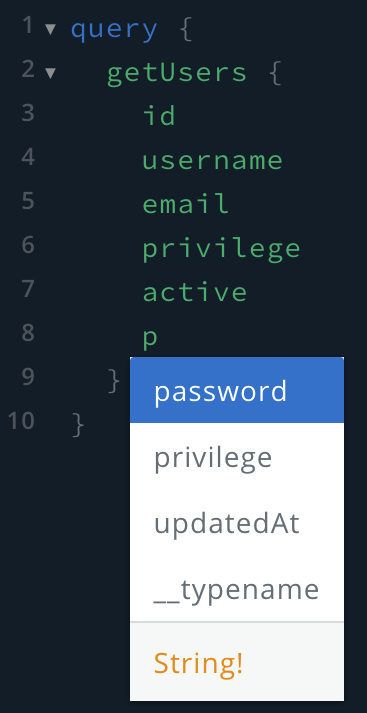 1 ▾ query {
2 ▾ getUsers {
3 id
4 username
5 email
6 privilege
7 active
8 p
9 }
10 }
password
privilege
updatedAt
__typename
String!